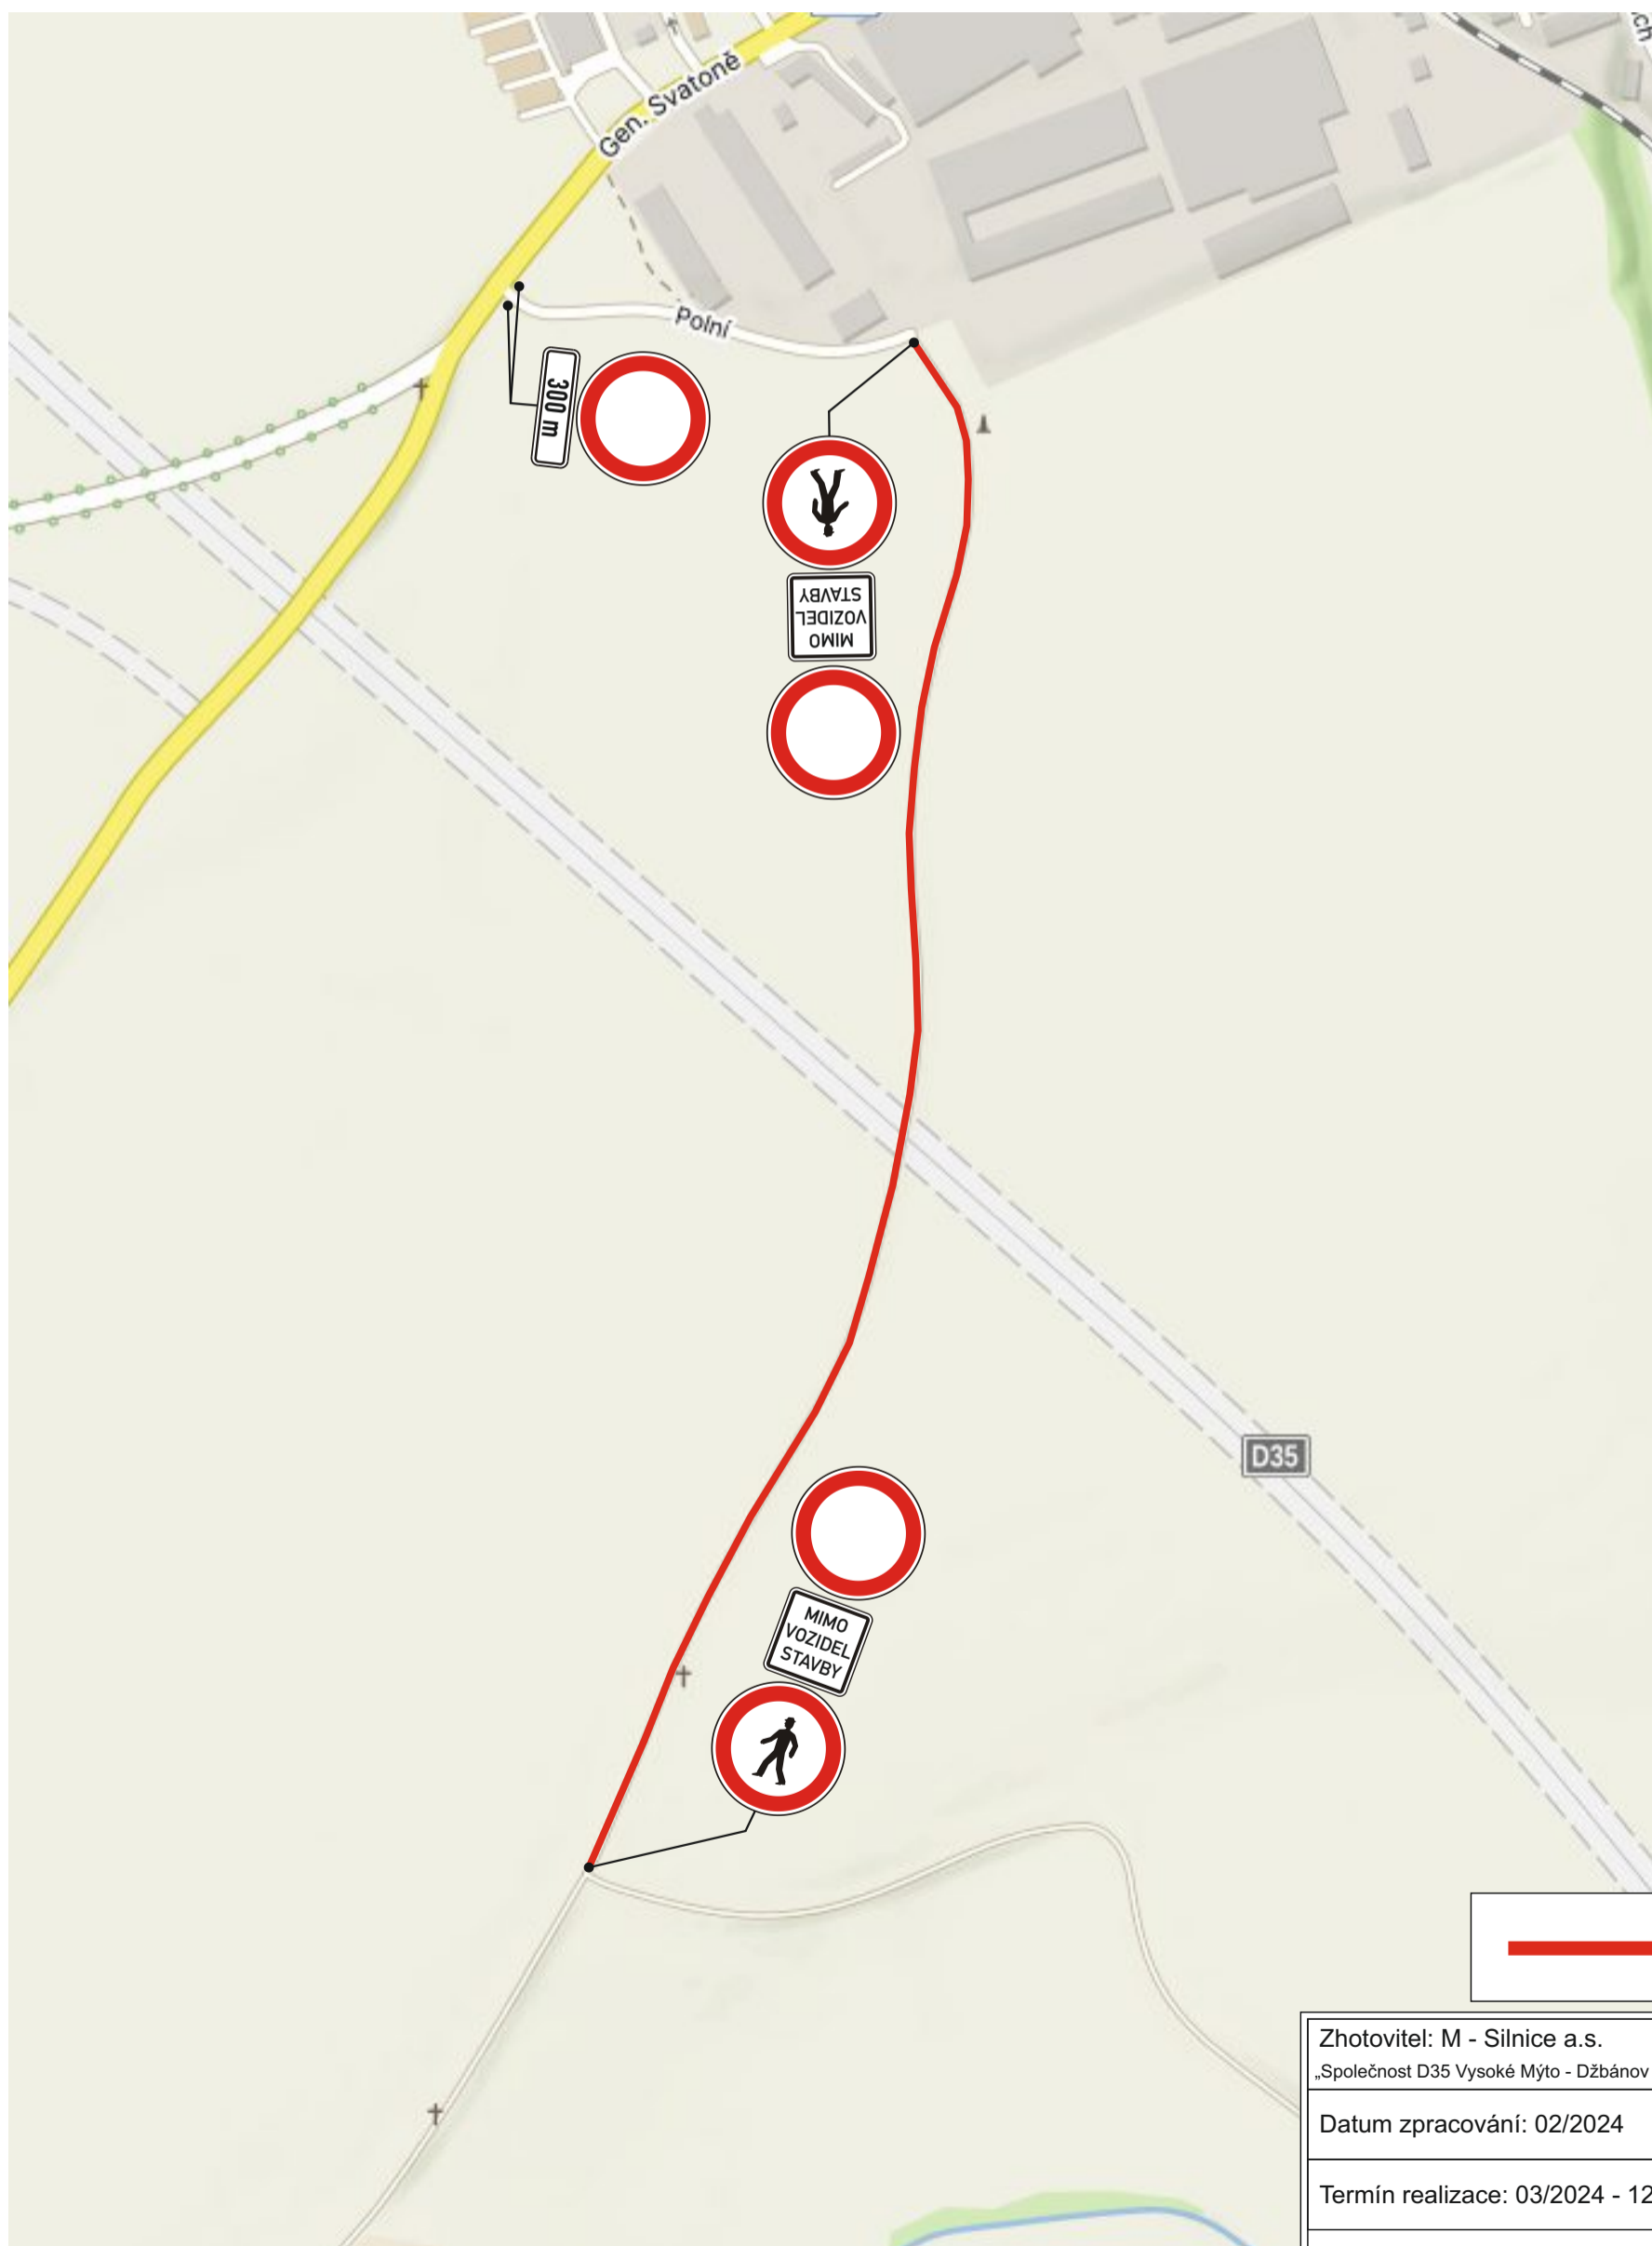 Gen. Svatoně
Polní
300 m
MIMO
VOZIDEL
STAVBY
D35
MIMO
VOZIDEL
STAVBY
Zhotovitel: M - Silnice a.s.
„Společnost D35 Vysoké Mýto - Džbánov
Datum zpracování: 02/2024
Termín realizace: 03/2024 - 12